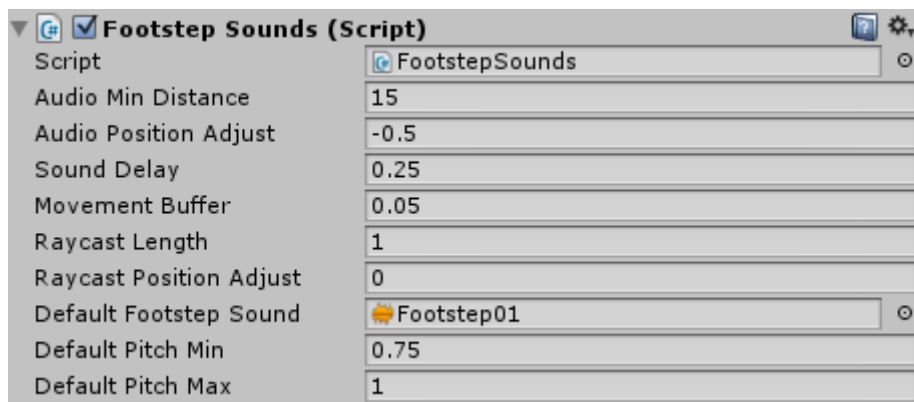 Footstep Sounds (Script)
Script FootstepSounds
Audio Min Distance 15
Audio Position Adjust -0.5
Sound Delay 0.25
Movement Buffer 0.05
Raycast Length 1
Raycast Position Adjust 0
Default Footstep Sound Footstep01
Default Pitch Min 0.75
Default Pitch Max 1